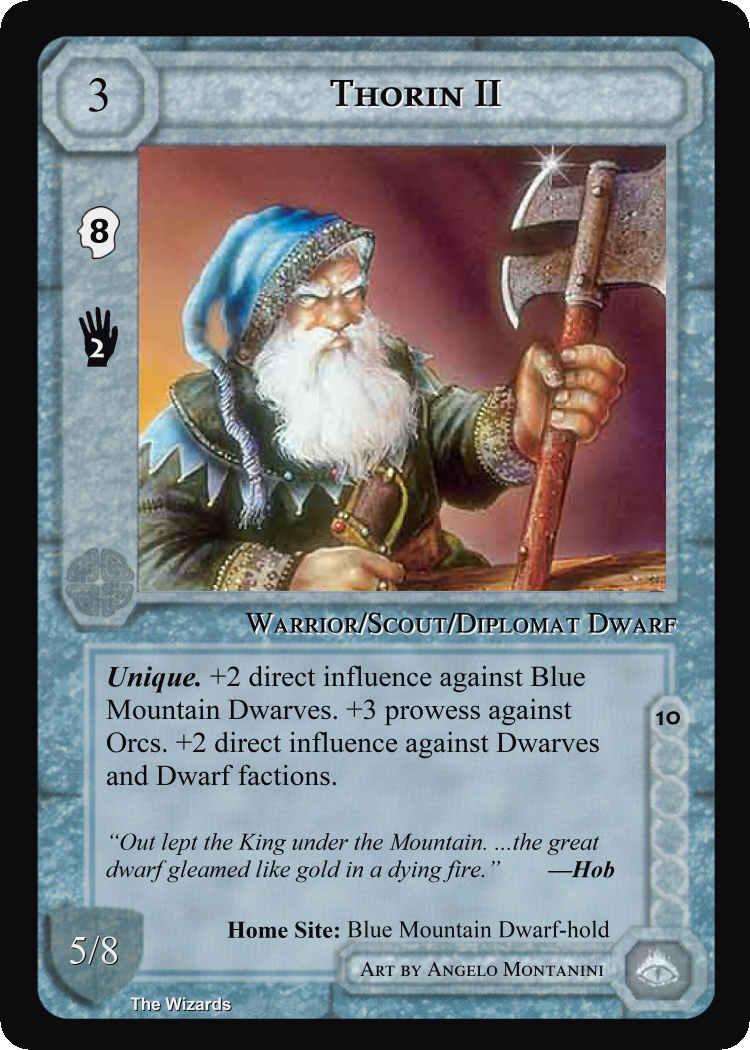 3
Thorin II
8
2
Warrior/Scout/Diplomat Dwarf
Unique. +2 direct influence against Blue
Mountain Dwarves. +3 prowess against
Orcs. +2 direct influence against Dwarves
and Dwarf factions.
10
“Out lept the King under the Mountain. ...the great
dwarf gleamed like gold in a dying fire.” —Hob
Home Site: Blue Mountain Dwarf-hold
5/8
Art by Angelo Montanini
The Wizards